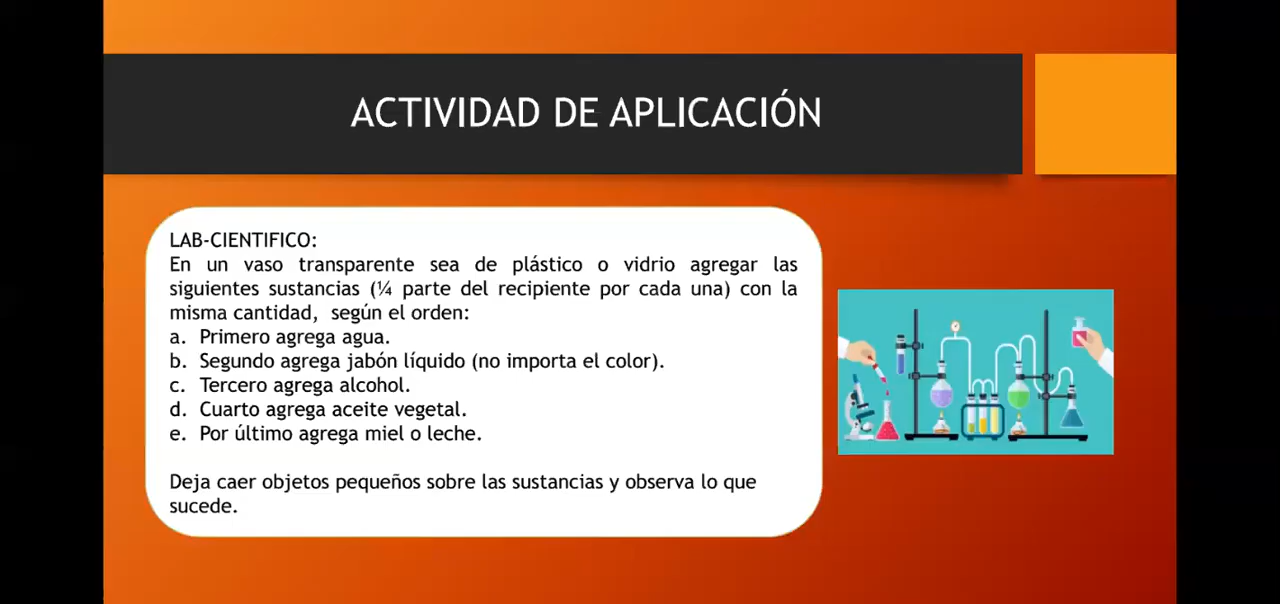 ACTIVIDAD DE APLICACIÓN
LAB-CIENTIFICO:
En un vaso transparente sea de plástico o vidrio agregar las
siguientes sustancias (¼ parte del recipiente por cada una) con la
misma cantidad, según el orden:
a. Primero agrega agua.
b. Segundo agrega jabón líquido (no importa el color).
c. Tercero agrega alcohol.
d. Cuarto agrega aceite vegetal.
e. Por último agrega miel o leche.
Deja caer objetos pequeños sobre las sustancias y observa lo que
sucede.